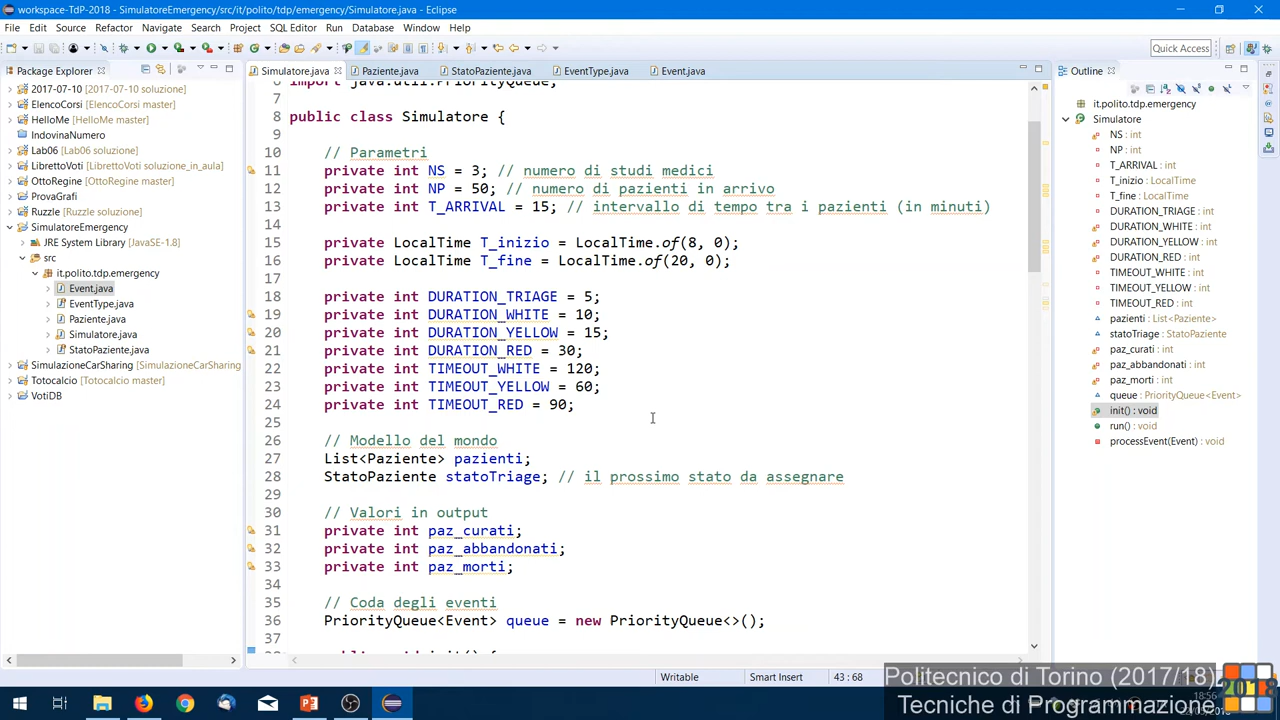 workspace-TdP-2018 - SimulatoreEmergency/src/it/polito/tdp/emergency/Simulatore.java - Eclipse
File Edit Source Refactor Navigate Search Project SQL Editor Run Database Window Help
Quick Access
Package Explorer
Simulatore.java Paziente.java StatoPaziente.java EventType.java Event.java
Outline
2017-07-10 [2017-07-10 soluzione]
ElencoCorsi [ElencoCorsi master]
HelloMe [HelloMe master]
IndovinaNumero
Lab06 [Lab06 soluzione]
LibrettoVoti [LibrettoVoti soluzione_in_aula]
OttoRegine [OttoRegine master]
ProvaGrafi
Ruzzle [Ruzzle soluzione]
SimulatoreEmergency
JRE System Library [JavaSE-1.8]
src
it.polito.tdp.emergency
Event.java
EventType.java
Paziente.java
Simulatore.java
StatoPaziente.java
SimulazioneCarSharing [SimulazioneCarSharing
Totocalcio [Totocalcio master]
VotiDB
6 import java.util.PriorityQueue;
7
8 public class Simulatore {
9
10 // Parametri
11 private int NS = 3; // numero di studi medici
12 private int NP = 50; // numero di pazienti in arrivo
13 private int T_ARRIVAL = 15; // intervallo di tempo tra i pazienti (in minuti)
14
15 private LocalTime T_inizio = LocalTime.of(8, 0);
16 private LocalTime T_fine = LocalTime.of(20, 0);
17
18 private int DURATION_TRIAGE = 5;
19 private int DURATION_WHITE = 10;
20 private int DURATION_YELLOW = 15;
21 private int DURATION_RED = 30;
22 private int TIMEOUT_WHITE = 120;
23 private int TIMEOUT_YELLOW = 60;
24 private int TIMEOUT_RED = 90;
25
26 // Modello del mondo
27 List<Paziente> pazienti;
28 StatoPaziente statoTriage; // il prossimo stato da assegnare
29
30 // Valori in output
31 private int paz_curati;
32 private int paz_abbandonati;
33 private int paz_morti;
34
35 // Coda degli eventi
36 PriorityQueue<Event> queue = new PriorityQueue<>();
37
it.polito.tdp.emergency
Simulatore
NS : int
NP : int
T_ARRIVAL : int
T_inizio : LocalTime
T_fine : LocalTime
DURATION_TRIAGE : int
DURATION_WHITE : int
DURATION_YELLOW : int
DURATION_RED : int
TIMEOUT_WHITE : int
TIMEOUT_YELLOW : int
TIMEOUT_RED : int
pazienti : List<Paziente>
statoTriage : StatoPaziente
paz_curati : int
paz_abbandonati : int
paz_morti : int
queue : PriorityQueue<Event>
init() : void
run() : void
processEvent(Event) : void
Writable Smart Insert 43 : 68
Politecnico di Torino (2017/18)
Tecniche di Programmazione
18:56
2018